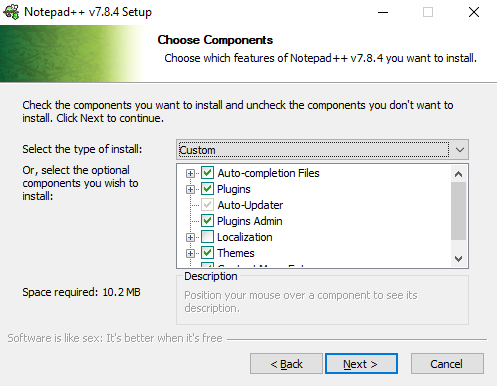 Notepad++ v7.8.4 Setup
Choose Components
Choose which features of Notepad++ v7.8.4 you want to install.
Check the components you want to install and uncheck the components you don't want to
install. Click Next to continue.
Select the type of install:
Custom
Or, select the optional
components you wish to
install:
Auto-completion Files
Plugins
Auto-Updater
Plugins Admin
Localization
Themes
Space required: 10.2 MB
Description
Position your mouse over a component to see its
description.
Software is like sex: It's better when it's free
< Back
Next >
Cancel